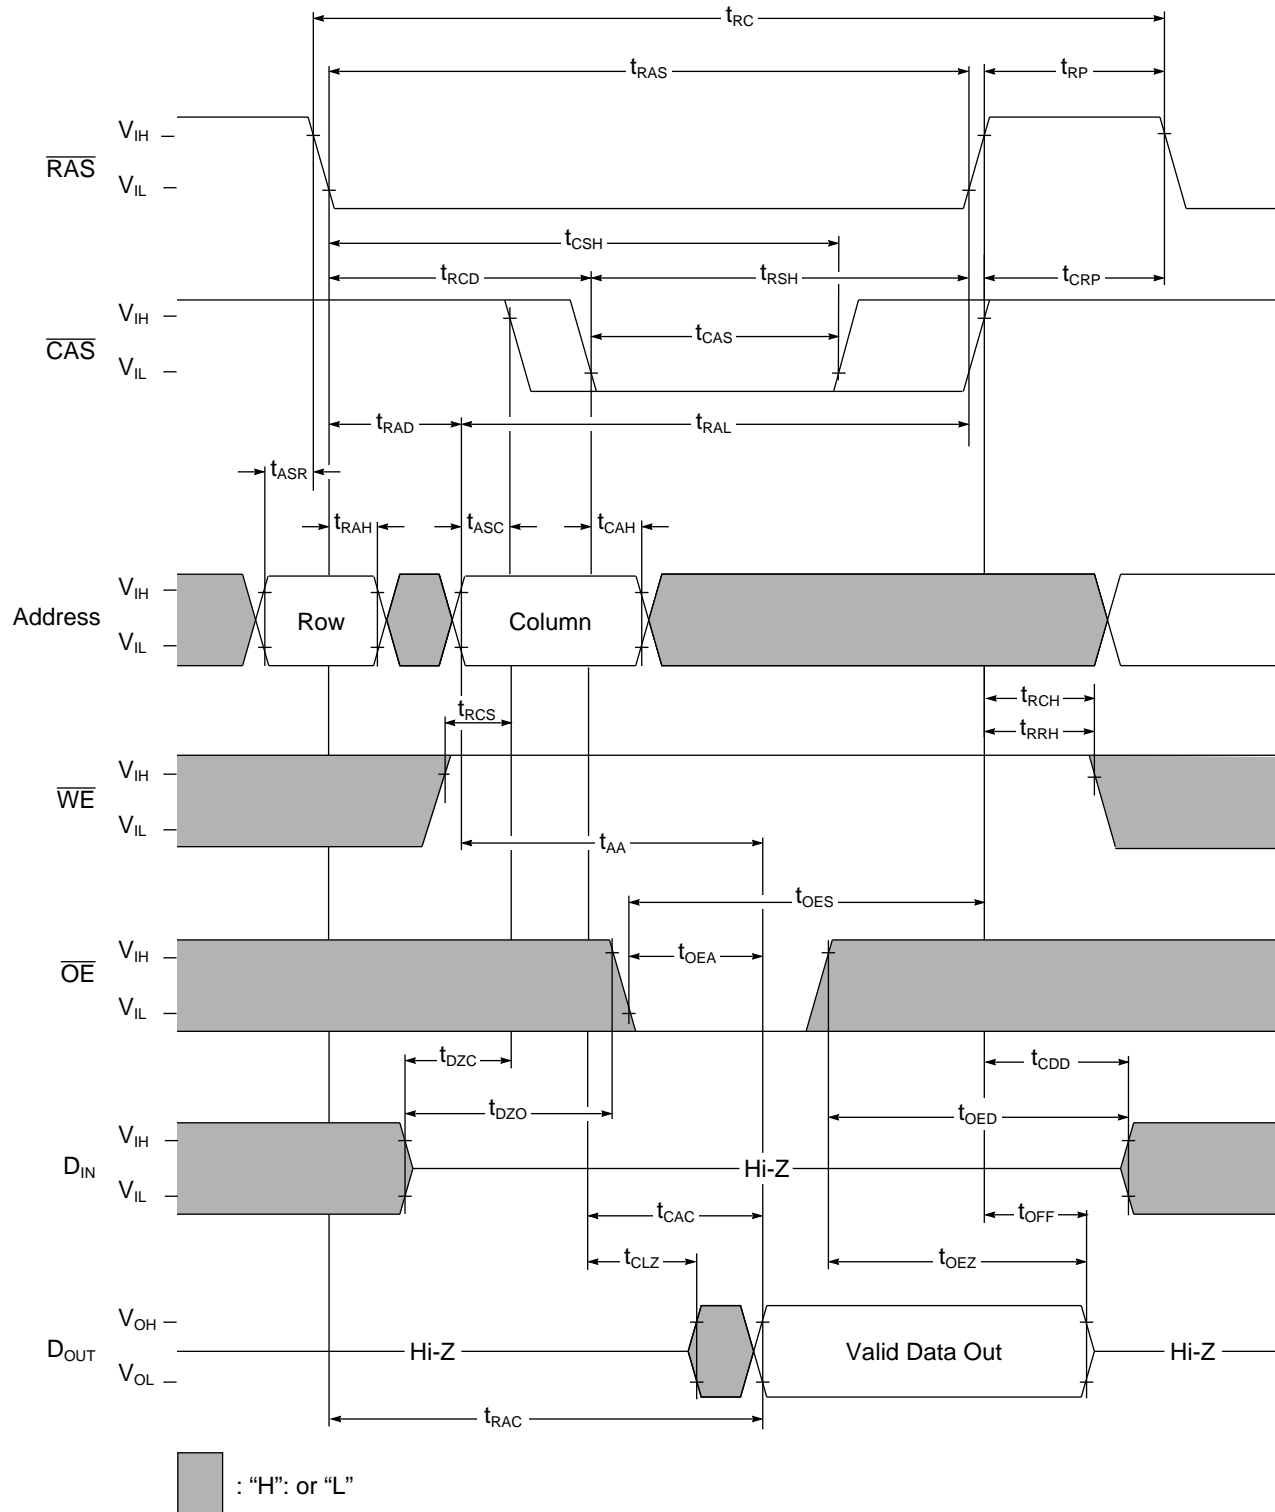 tRC
tRAS tRP
VIH
RAS
VIL
tCSH
tRCD tRSH tCRP
VIH
CAS tCAS
VIL
tRAD tRAL
tASR
tRAH tASC tCAH
VIH
Address Row Column
VIL
tRCH
tRCS
tRRH
VIH
WE
VIL
tAA
tOES
VIH
OE tOEA
VIL
tDZC tCDD
tDZO tOED
VIH
DIN Hi-Z
VIL
tCAC tOFF
tCLZ tOEZ
VOH
DOUT Hi-Z Valid Data Out Hi-Z
VOL
tRAC
: “H”: or “L”